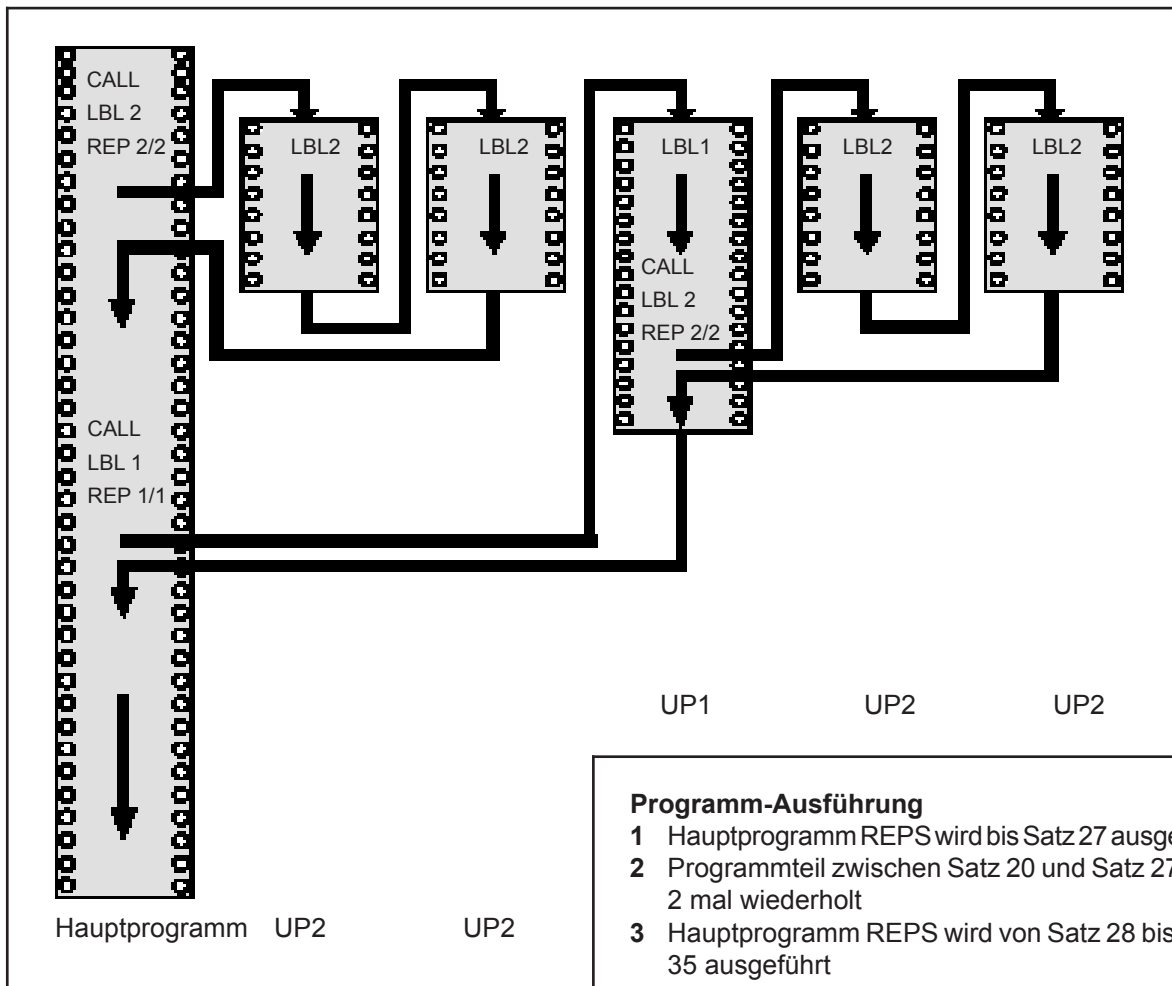 CALL
LBL 2
REP 2/2
LBL2
LBL2
LBL1
LBL2
LBL2
CALL
LBL 2
REP 2/2
CALL
LBL 1
REP 1/1
UP1 UP2 UP2
Hauptprogramm UP2 UP2
Programm-Ausführung
1 Hauptprogramm REPS wird bis Satz 27 ausge
2 Programmteil zwischen Satz 20 und Satz 27
2 mal wiederholt
3 Hauptprogramm REPS wird von Satz 28 bis
35 ausgeführt